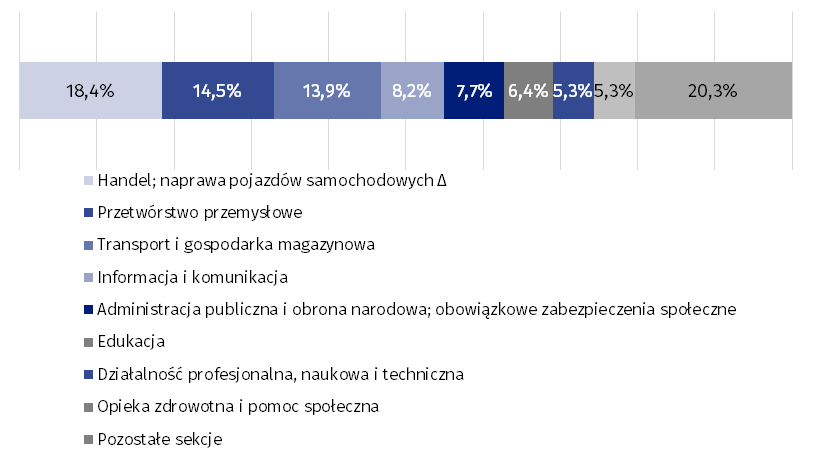 18,4% 14,5% 13,9% 8,2% 7,7% 6,4% 5,3% 5,3% 20,3%
Handel; naprawa pojazdów samochodowych Δ
Przetwórstwo przemysłowe
Transport i gospodarka magazynowa
Informacja i komunikacja
Administracja publiczna i obrona narodowa; obowiązkowe zabezpieczenia społeczne
Edukacja
Działalność profesjonalna, naukowa i techniczna
Opieka zdrowotna i pomoc społeczna
Pozostałe sekcje